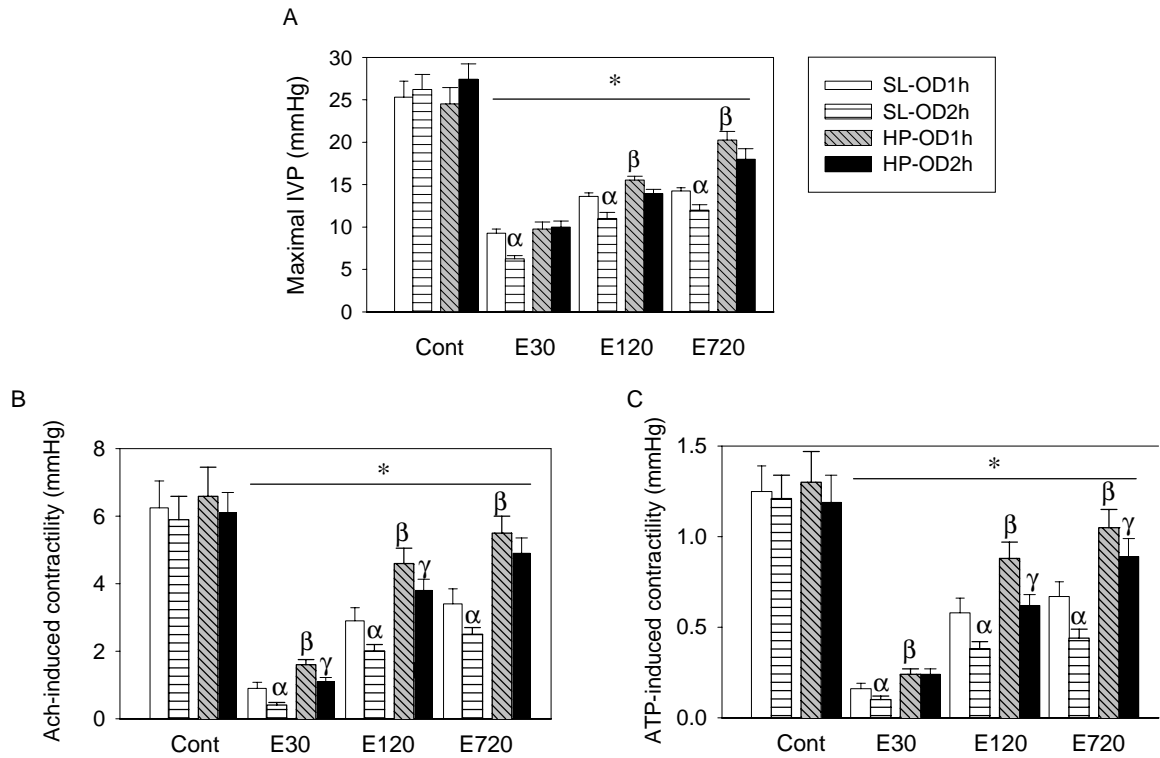 A
Maximal IVP (mmHg)
30
25
20
15
10
5
0
*
α
α
β
α
β
Cont E30 E120 E720
SL-OD1h
SL-OD2h
HP-OD1h
HP-OD2h
B
Ach-induced contractility (mmHg)
8
6
4
2
0
*
α
β
γ
α
β
γ
α
β
Cont E30 E120 E720
C
ATP-induced contractility (mmHg)
1.5
1.0
0.5
0.0
*
α
β
α
β
γ
α
β
γ
Cont E30 E120 E720